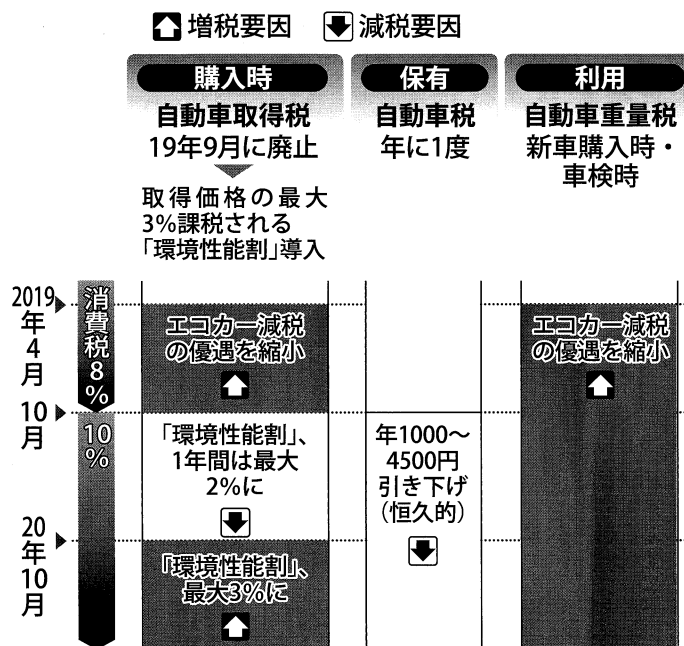 増税要因 減税要因
購入時
自動車取得税
19年9月に廃止
取得価格の最大
3%課税される
「環境性能割」導入
保有
自動車税
年に1度
利用
自動車重量税
新車購入時・
車検時
2019年4月
10月
20年10月
消費税8%
10%
エコカー減税
の優遇を縮小
「環境性能割」、
1年間は最大
2%に
「環境性能割」、
最大3%に
年1000〜
4500円
引き下げ
（恒久的）
エコカー減税
の優遇を縮小